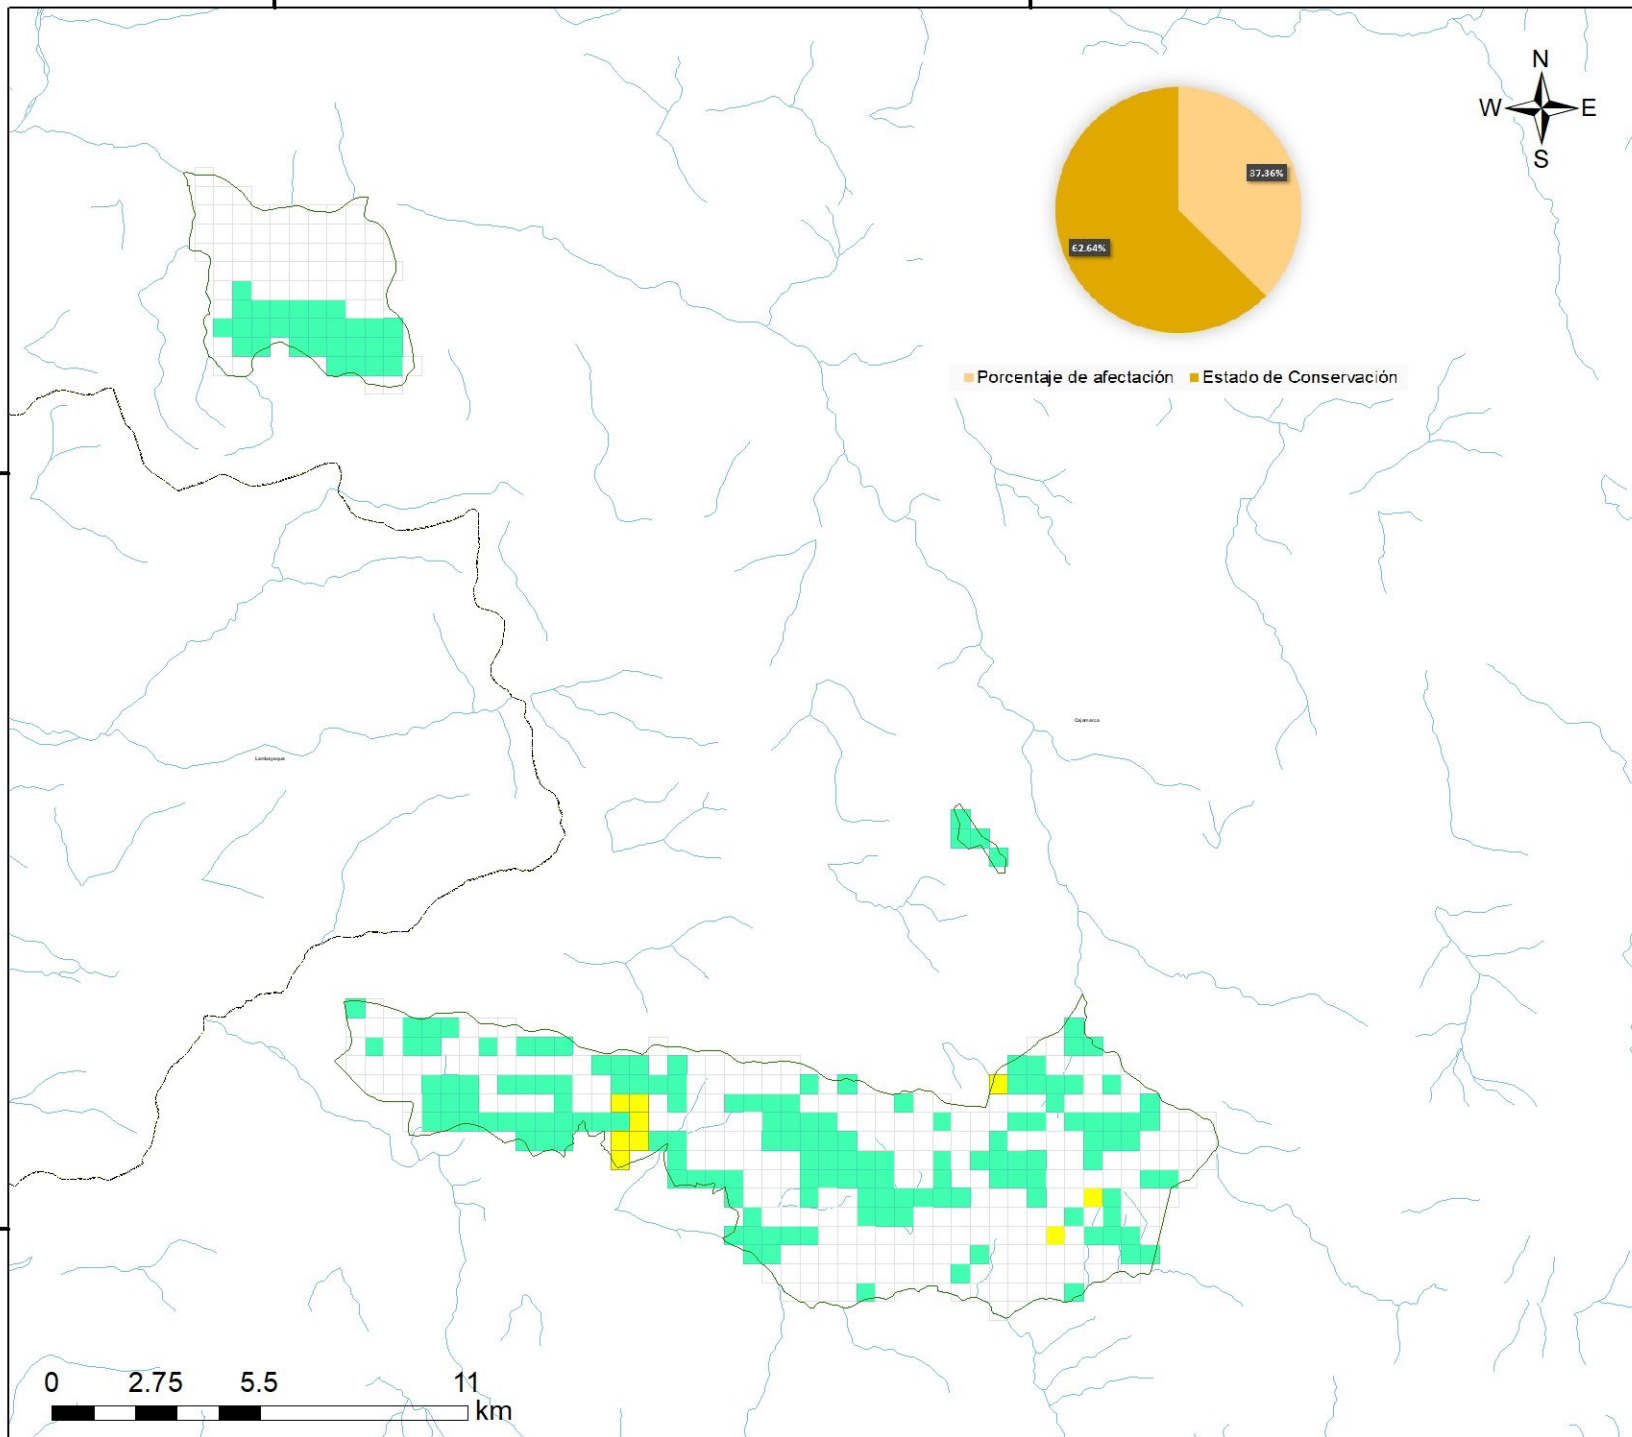 N
W E
S
37.36%
62.64%
Porcentaje de afectación Estado de Conservación
Cajamarca
Lambayeque
0 2.75 5.5 11
km